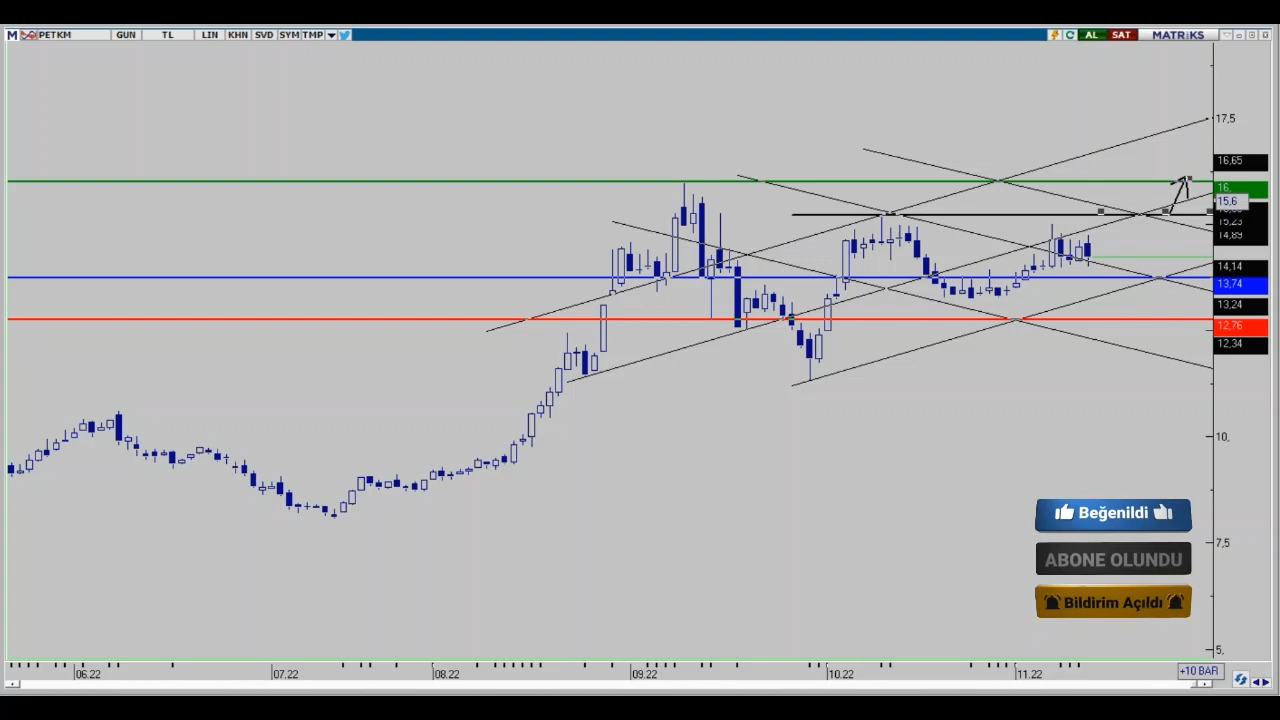 M PETKM GUN TL LIN KHN SVD SYM TMP AL SAT MATRiKS
17,5
16,65
16,
15,6
15,23
14,89
14,14
13,74
13,24
12,76
12,34
10,
Beğenildi
7,5
ABONE OLUNDU
Bildirim Açıldı
5,
06.22 07.22 08.22 09.22 10.22 11.22 +10 BAR